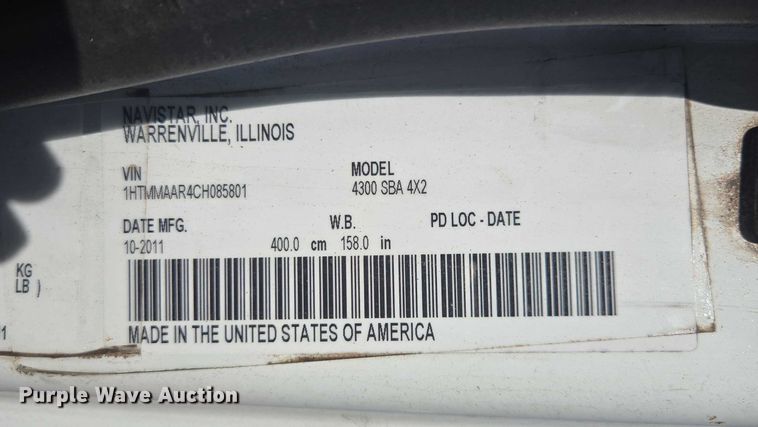 NAVISTAR, INC.
WARRENVILLE, ILLINOIS
VIN MODEL
1HTMMAAR4CH085801 4300 SBA 4X2
DATE MFG. W.B. PD LOC - DATE
10-2011 400.0 cm 158.0 in
KG
LB )
MADE IN THE UNITED STATES OF AMERICA
Purple Wave Auction